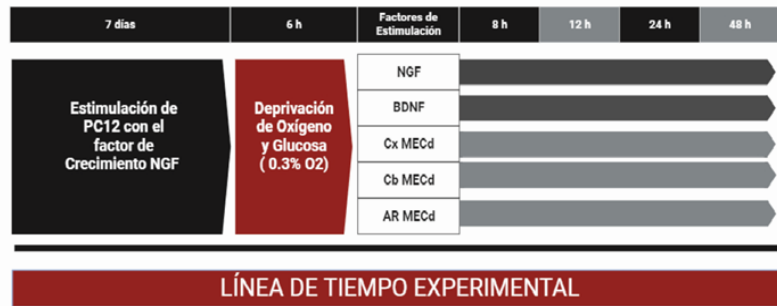 7 días
6 h
Factores de
Estimulación
8 h
12 h
24 h
48 h
Estimulación de
PC12 con el
factor de
Crecimiento NGF
Deprivación
de Oxígeno
y Glucosa
( 0.3% O2)
NGF
BDNF
Cx MECd
Cb MECd
AR MECd
LÍNEA DE TIEMPO EXPERIMENTAL